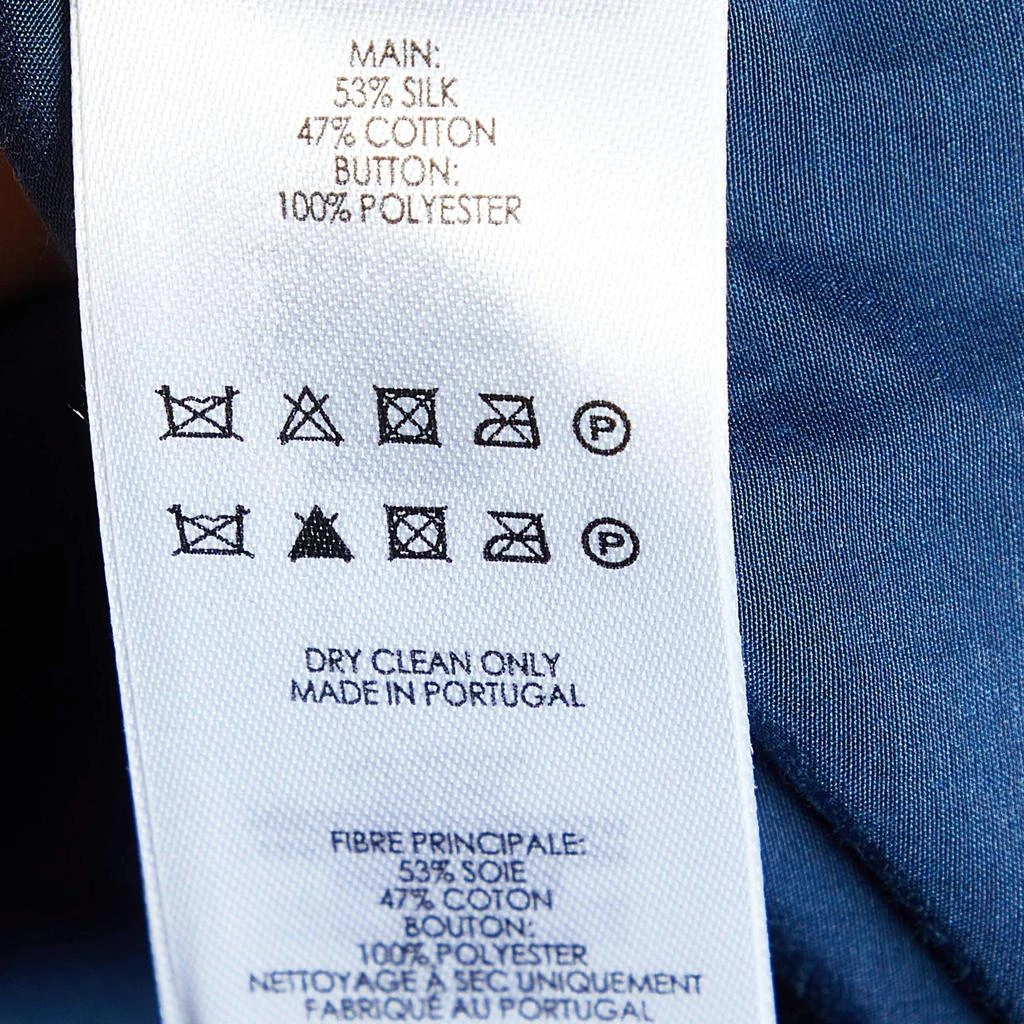 MAIN:
53% SILK
47% COTTON
BUTTON:
100% POLYESTER
P
P
DRY CLEAN ONLY
MADE IN PORTUGAL
FIBRE PRINCIPALE:
53% SOIE
47% COTON
BOUTON:
100% POLYESTER
NETTOYAGE À SEC UNIQUEMENT
FABRIQUÉ AU PORTUGAL